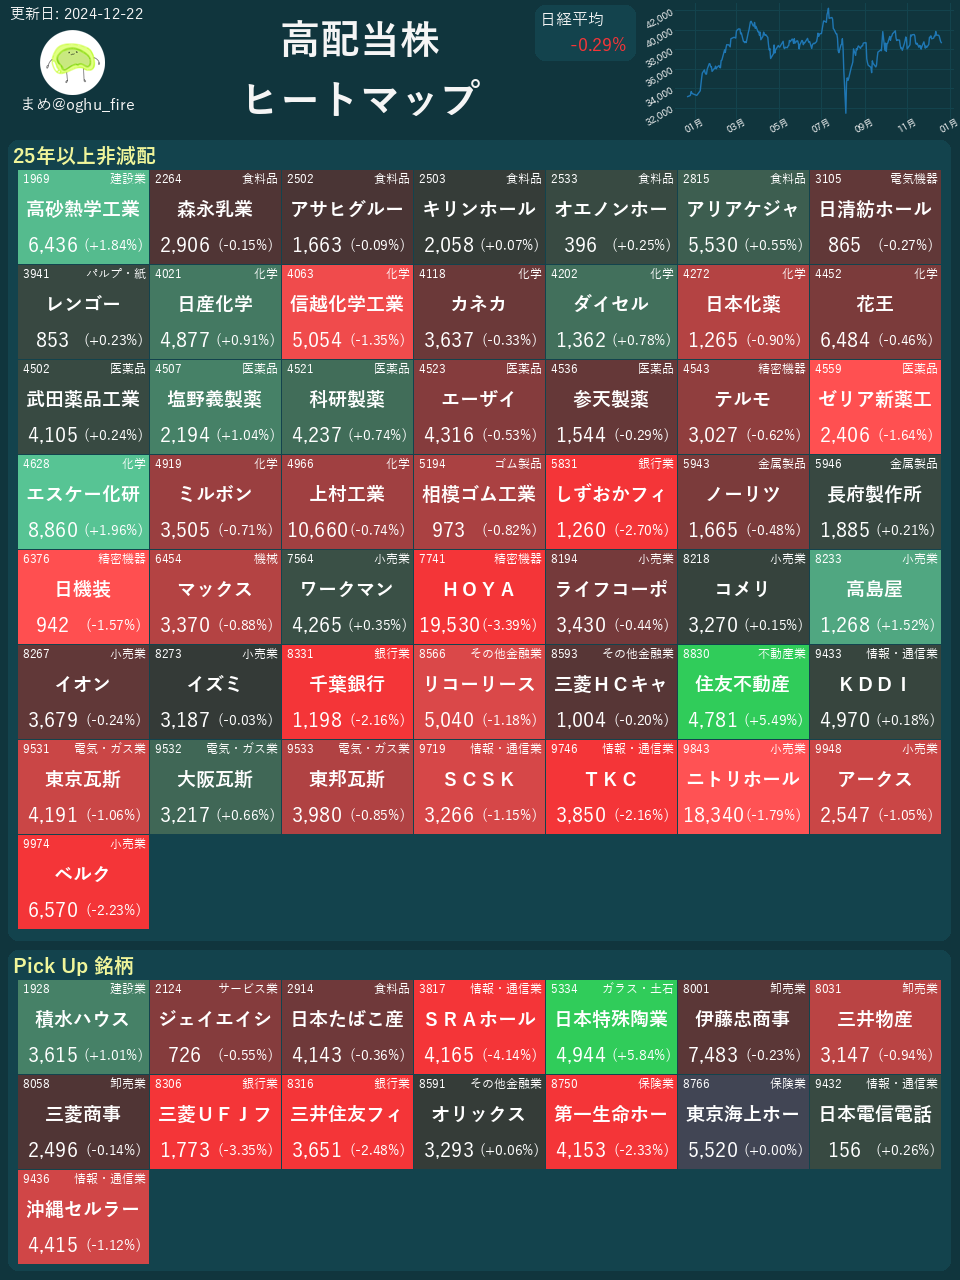 更新日: 2024-12-22
まめ@oghu_fire
高配当株
ヒートマップ
日経平均
-0.29%
42,000
40,000
38,000
36,000
34,000
32,000
01月 03月 05月 07月 09月 11月 01月
25年以上非減配
1969 建設業 2264 食料品 2502 食料品 2503 食料品 2533 食料品 2815 食料品 3105 電気機器
高砂熱学工業 森永乳業 アサヒグルー キリンホール オエノンホー アリアケジャ 日清紡ホール
6,436 (+1.84%) 2,906 (-0.15%) 1,663 (-0.09%) 2,058 (+0.07%) 396 (+0.25%) 5,530 (+0.55%) 865 (-0.27%)
3941 パルプ・紙 4021 化学 4063 化学 4118 化学 4202 化学 4272 化学 4452 化学
レンゴー 日産化学 信越化学工業 カネカ ダイセル 日本化薬 花王
853 (+0.23%) 4,877 (+0.91%) 5,054 (-1.35%) 3,637 (-0.33%) 1,362 (+0.78%) 1,265 (-0.90%) 6,484 (-0.46%)
4502 医薬品 4507 医薬品 4521 医薬品 4523 医薬品 4536 医薬品 4543 精密機器 4559 医薬品
武田薬品工業 塩野義製薬 科研製薬 エーザイ 参天製薬 テルモ ゼリア新薬工
4,105 (+0.24%) 2,194 (+1.04%) 4,237 (+0.74%) 4,316 (-0.53%) 1,544 (-0.29%) 3,027 (-0.62%) 2,406 (-1.64%)
4628 化学 4919 化学 4966 化学 5194 ゴム製品 5831 銀行業 5943 金属製品 5946 金属製品
エスケー化研 ミルボン 上村工業 相模ゴム工業 しずおかフィ ノーリツ 長府製作所
8,860 (+1.96%) 3,505 (-0.71%) 10,660 (-0.74%) 973 (-0.82%) 1,260 (-2.70%) 1,665 (-0.48%) 1,885 (+0.21%)
6376 精密機器 6454 機械 7564 小売業 7741 精密機器 8194 小売業 8218 小売業 8233 小売業
日機装 マックス ワークマン ＨＯＹＡ ライフコーポ コメリ 高島屋
942 (-1.57%) 3,370 (-0.88%) 4,265 (+0.35%) 19,530 (-3.39%) 3,430 (-0.44%) 3,270 (+0.15%) 1,268 (+1.52%)
8267 小売業 8273 小売業 8331 銀行業 8566 その他金融業 8593 その他金融業 8830 不動産業 9433 情報・通信業
イオン イズミ 千葉銀行 リコーリース 三菱ＨＣキャ 住友不動産 ＫＤＤＩ
3,679 (-0.24%) 3,187 (-0.03%) 1,198 (-2.16%) 5,040 (-1.18%) 1,004 (-0.20%) 4,781 (+5.49%) 4,970 (+0.18%)
9531 電気・ガス業 9532 電気・ガス業 9533 電気・ガス業 9719 情報・通信業 9746 情報・通信業 9843 小売業 9948 小売業
東京瓦斯 大阪瓦斯 東邦瓦斯 ＳＣＳＫ ＴＫＣ ニトリホール アークス
4,191 (-1.06%) 3,217 (+0.66%) 3,980 (-0.85%) 3,266 (-1.15%) 3,850 (-2.16%) 18,340 (-1.79%) 2,547 (-1.05%)
9974 小売業
ベルク
6,570 (-2.23%)
Pick Up 銘柄
1928 建設業 2124 サービス業 2914 食料品 3817 情報・通信業 5334 ガラス・土石 8001 卸売業 8031 卸売業
積水ハウス ジェイエイシ 日本たばこ産 ＳＲＡホール 日本特殊陶業 伊藤忠商事 三井物産
3,615 (+1.01%) 726 (-0.55%) 4,143 (-0.36%) 4,165 (-4.14%) 4,944 (+5.84%) 7,483 (-0.23%) 3,147 (-0.94%)
8058 卸売業 8306 銀行業 8316 銀行業 8591 その他金融業 8750 保険業 8766 保険業 9432 情報・通信業
三菱商事 三菱ＵＦＪフ 三井住友フィ オリックス 第一生命ホー 東京海上ホー 日本電信電話
2,496 (-0.14%) 1,773 (-3.35%) 3,651 (-2.48%) 3,293 (+0.06%) 4,153 (-2.33%) 5,520 (+0.00%) 156 (+0.26%)
9436 情報・通信業
沖縄セルラー
4,415 (-1.12%)